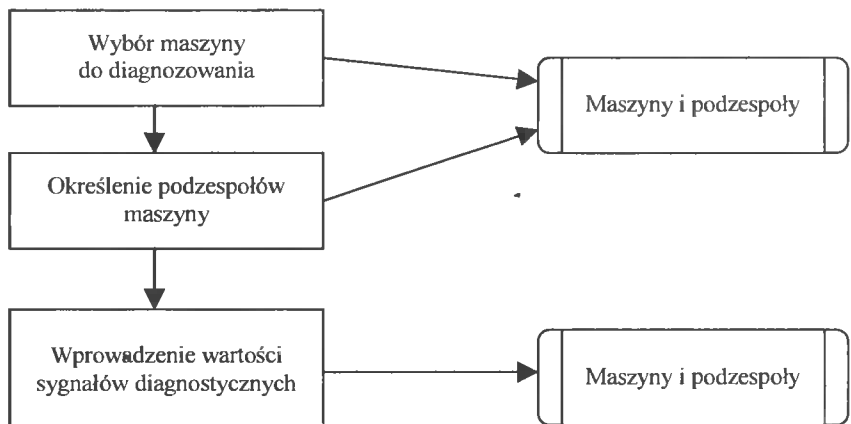 Wybór maszyny
do diagnozowania
Maszyny i podzespoły
Określenie podzespołów
maszyny
Wprowadzenie wartości
sygnałów diagnostycznych
Maszyny i podzespoły